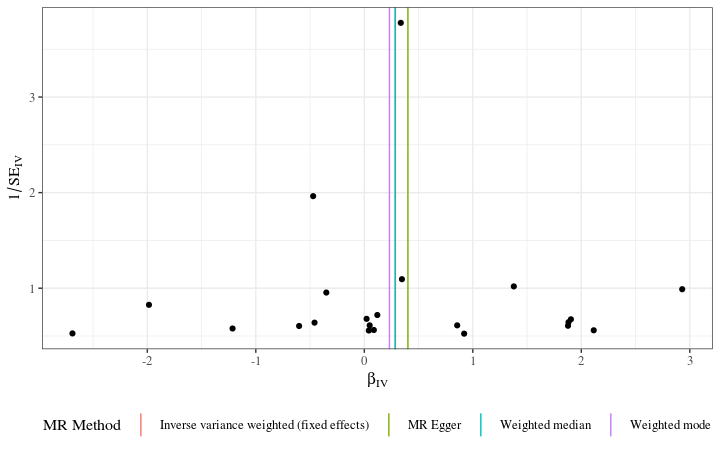 3
2
1
1/SE_IV
-2
-1
0
1
2
3
β_IV
MR Method
Inverse variance weighted (fixed effects)
MR Egger
Weighted median
Weighted mode